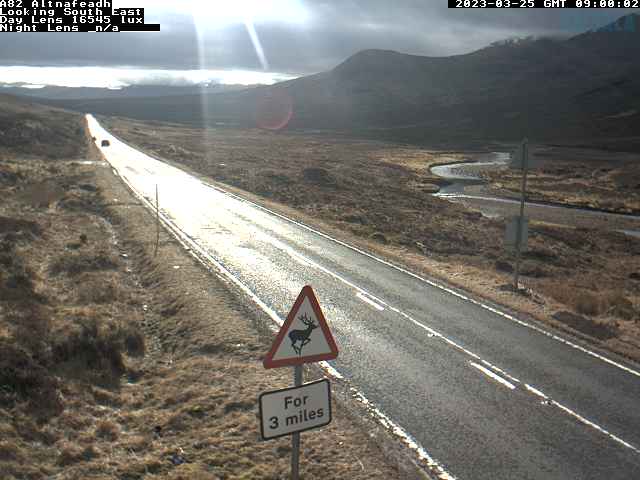 A82 Altnafeadh
Looking South East
Day Lens 16545 lux
Night Lens n/a
2023-03-25 GMT 09:00:02
For
3 miles